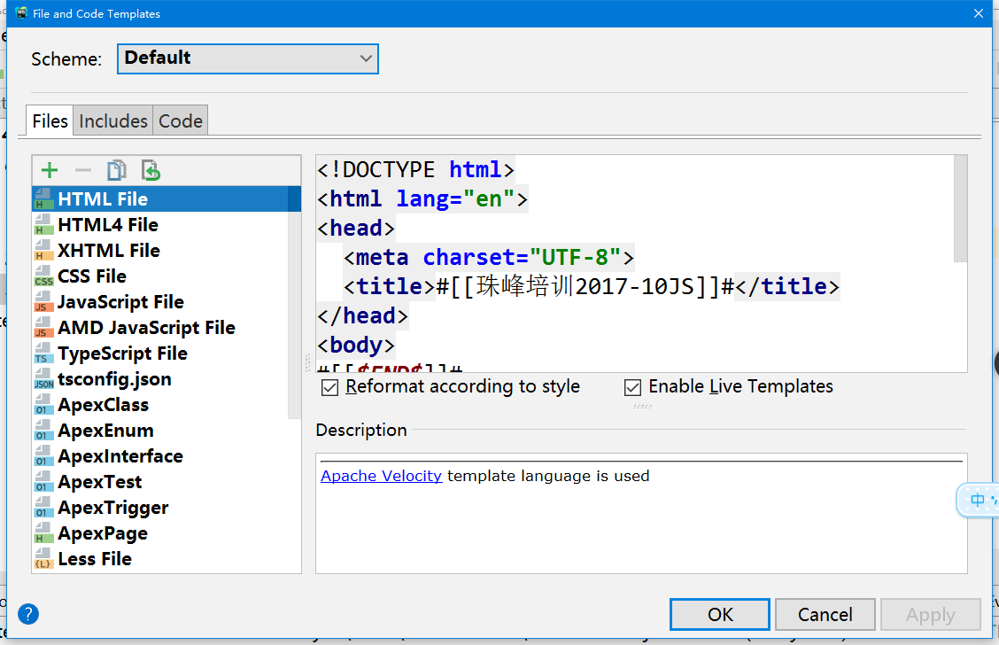 WS File and Code Templates
Scheme: Default
Files Includes Code
HTML File
HTML4 File
XHTML File
CSS File
JavaScript File
AMD JavaScript File
TypeScript File
tsconfig.json
ApexClass
ApexEnum
ApexInterface
ApexTest
ApexTrigger
ApexPage
Less File
<!DOCTYPE html>
<html lang="en">
<head>
<meta charset="UTF-8">
<title>#[[珠峰培训2017-10JS]]#</title>
</head>
<body>
#[[$END$]]#
Reformat according to style Enable Live Templates
Description
Apache Velocity template language is used
中
?
OK Cancel Apply